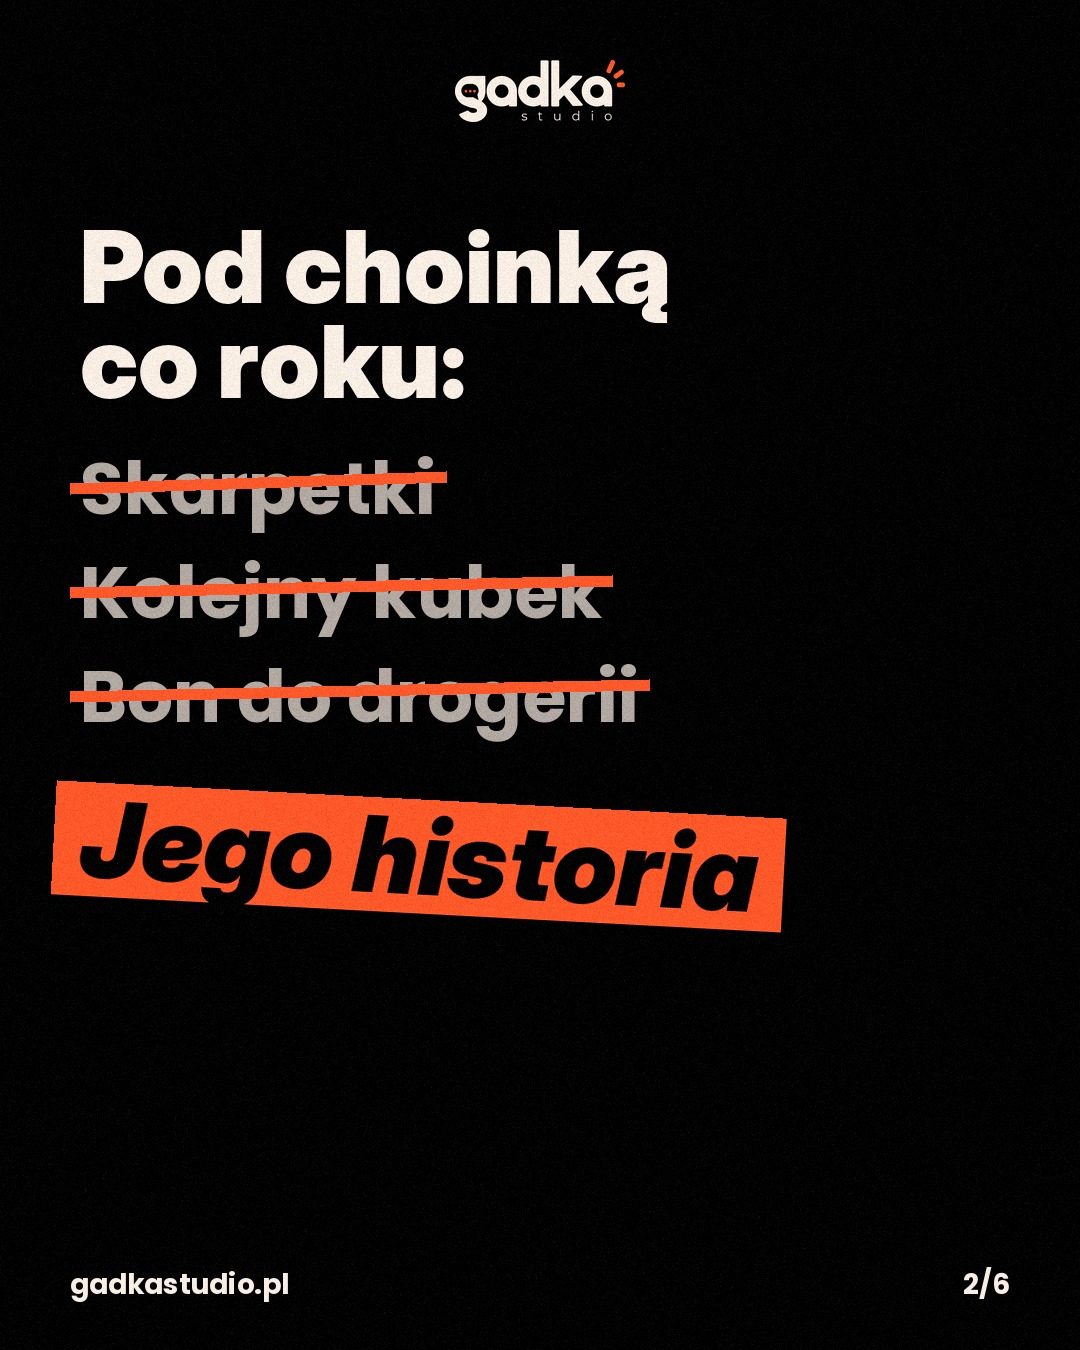 gadka
studio
Pod choinką
co roku:
Skarpetki
Kolejny kubek
Bon do drogerii
Jego historia
gadkastudio.pl
2/6